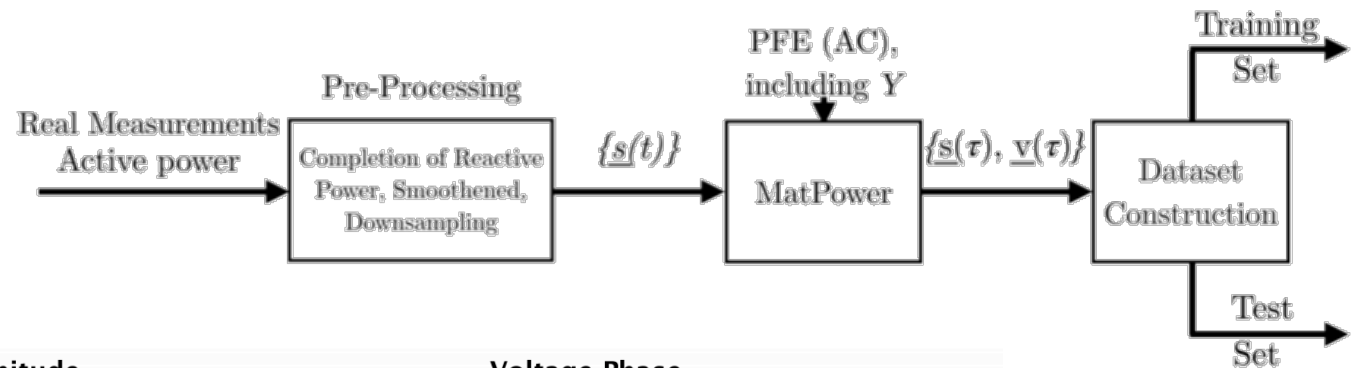 Real Measurements
Active power
Pre-Processing
Completion of Reactive
Power, Smoothened,
Downsampling
{s(t)}
PFE (AC),
including Y
MatPower
{s(τ), v(τ)}
Dataset
Construction
Training
Set
Test
Set
Voltage Phase